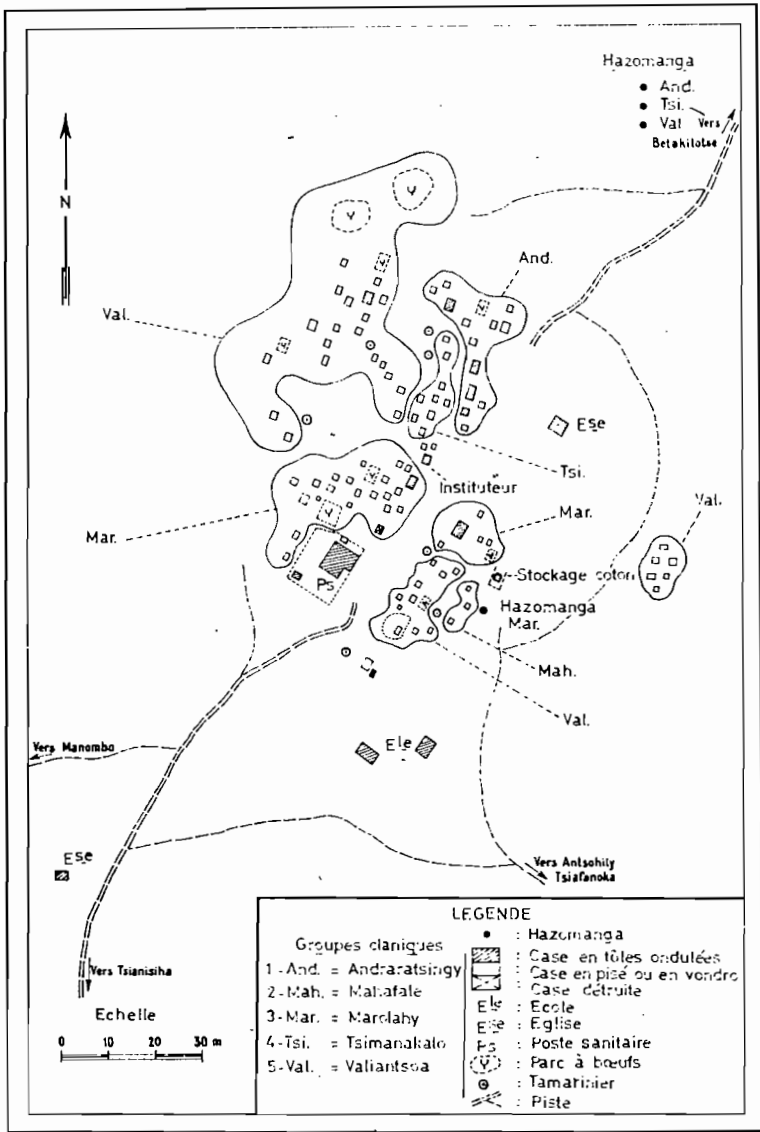 Hazomanga
• And.
• Tsi.
• Val
Vers
Betakilotse
N
And.
Val.
Ese
Tsi.
Instituteur
Val.
Mar.
Mar.
Stockage coton
Ps
Hazomanga
Mar.
Mah.
Val.
Ele
Vers Manombo
Ese
Vers Antsohily
Tsiafanoka
Vers Tsianisiha
Echelle
0 10 20 30 m
LEGENDE
Groupes claniques
1-And. = Andraratsingy
2-Mah. = Mahafale
3-Mar. = Marolahy
4-Tsi. = Tsimanakalo
5-Val. = Valiantsoa
• : Hazomanga
: Case en tôles ondulées
: Case en pisé ou en vondro
: Case détruite
Ele : Ecole
Ese : Eglise
Ps : Poste sanitaire
Y : Parc à bœufs
: Tamarinier
: Piste